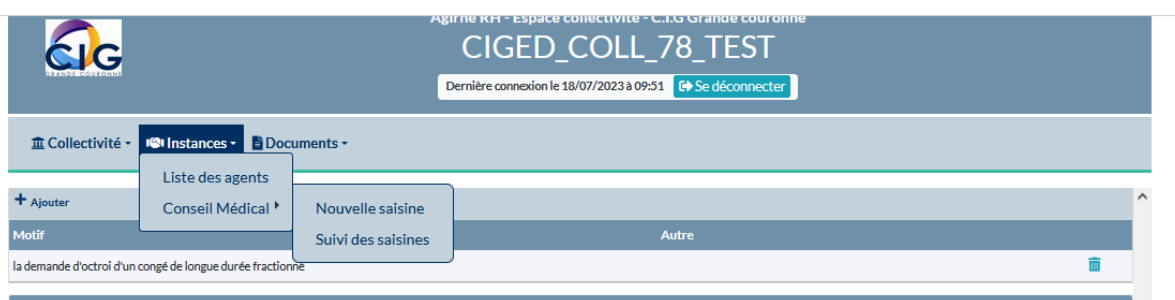 Agirhe RH - Espace collectivité - C.I.G Grande couronne
CIG
GRANDE COURONNE
CIGED_COLL_78_TEST
Dernière connexion le 18/07/2023 à 09:51 Se déconnecter
Collectivité Instances Documents
Liste des agents
Conseil Médical
Nouvelle saisine
Suivi des saisines
+ Ajouter
Motif Autre
la demande d'octroi d'un congé de longue durée fractionné